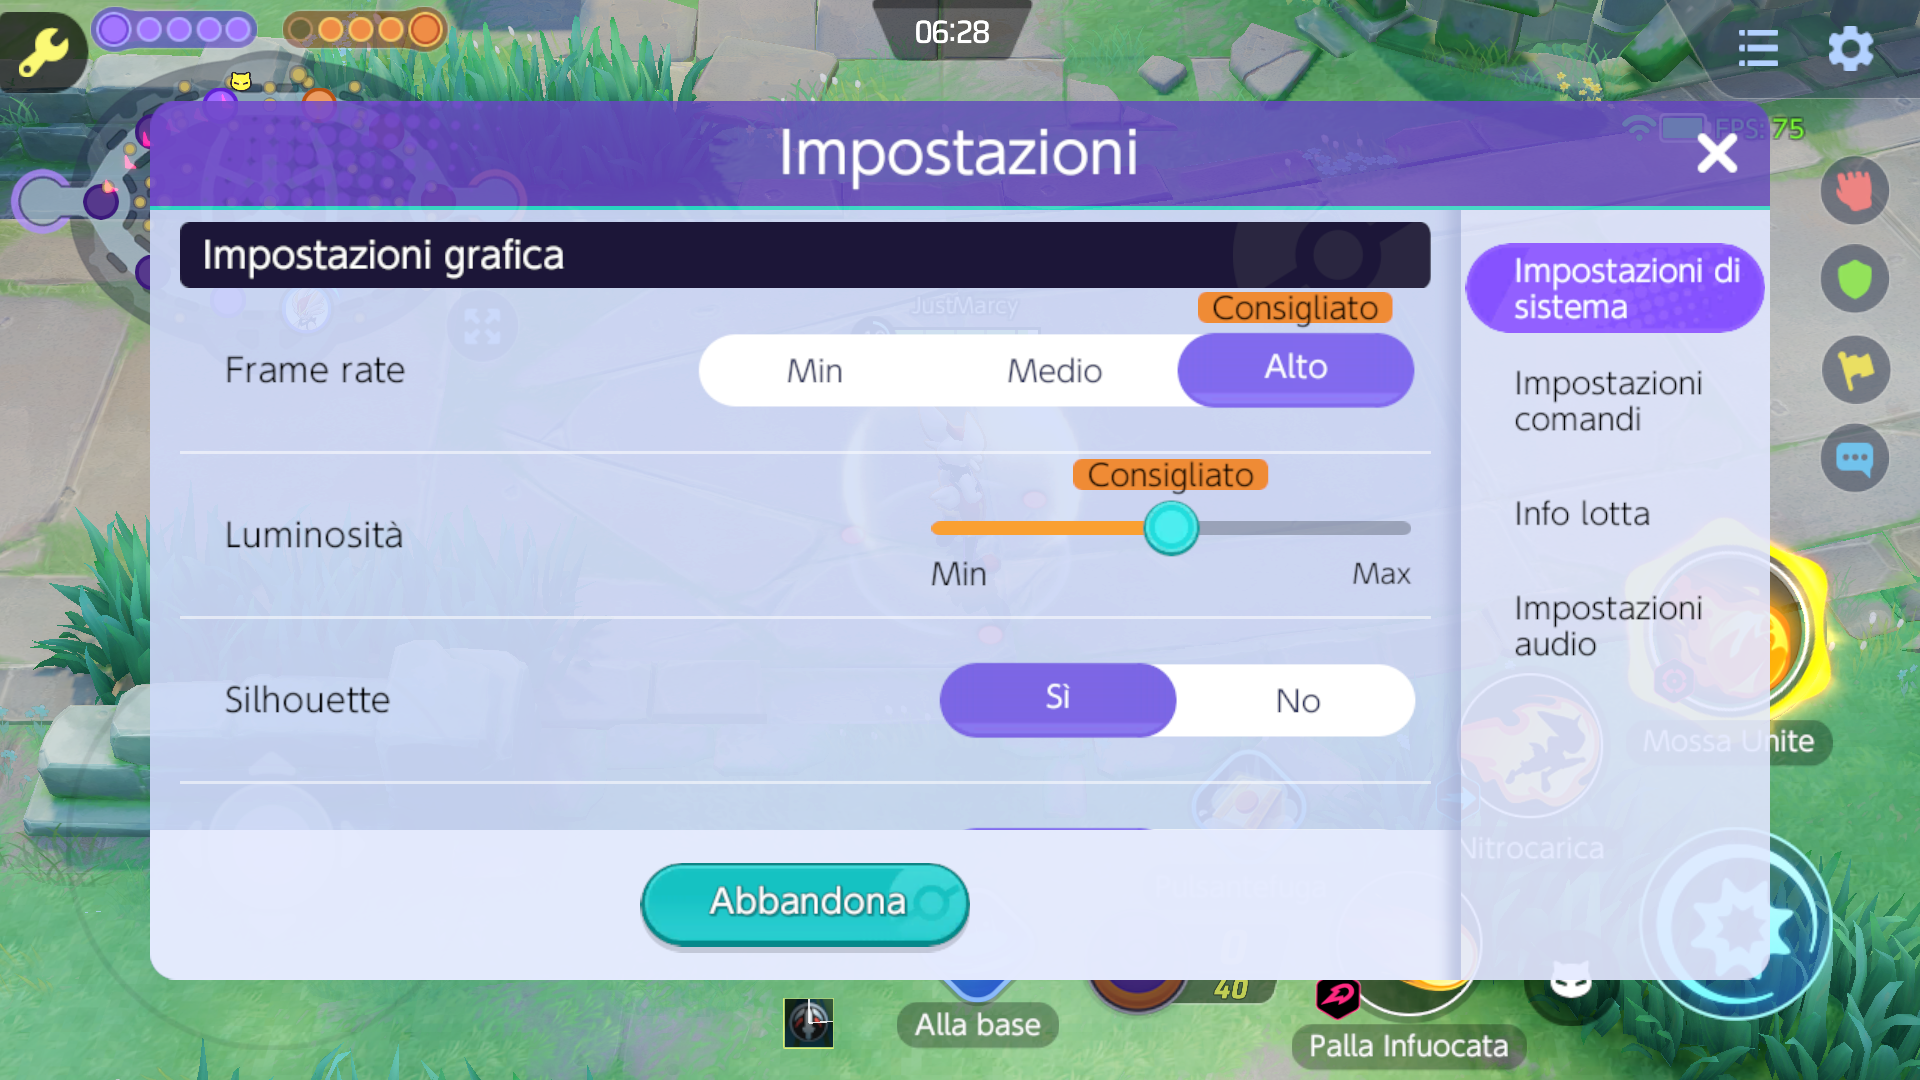 06:28
Impostazioni
FPS: 75
Impostazioni grafica
JustMarcy
Consigliato
Frame rate
Min
Medio
Alto
Consigliato
Luminosità
Min
Max
Silhouette
Sì
No
Abbandona
Impostazioni di
sistema
Impostazioni
comandi
Info lotta
Impostazioni
audio
Mossa Unite
Nitrocarica
0
40
Alla base
Palla Infuocata